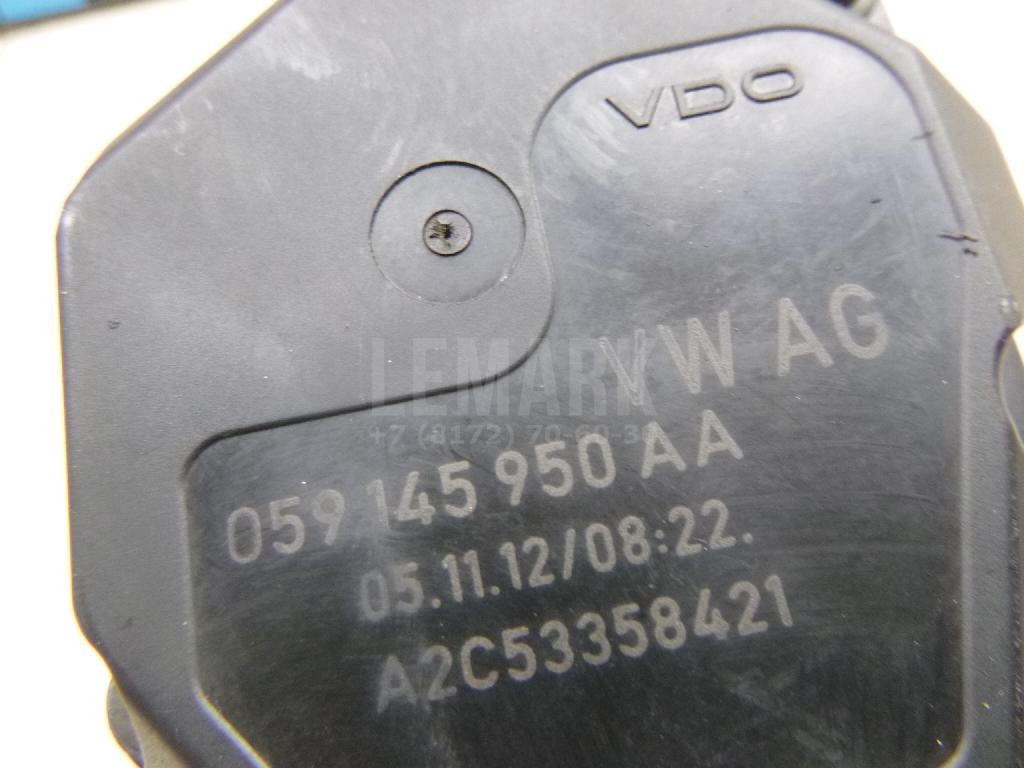 VDO
VW AG
LEMARK
059 145 950 AA
05.11.12/08:22.
A2C53358421